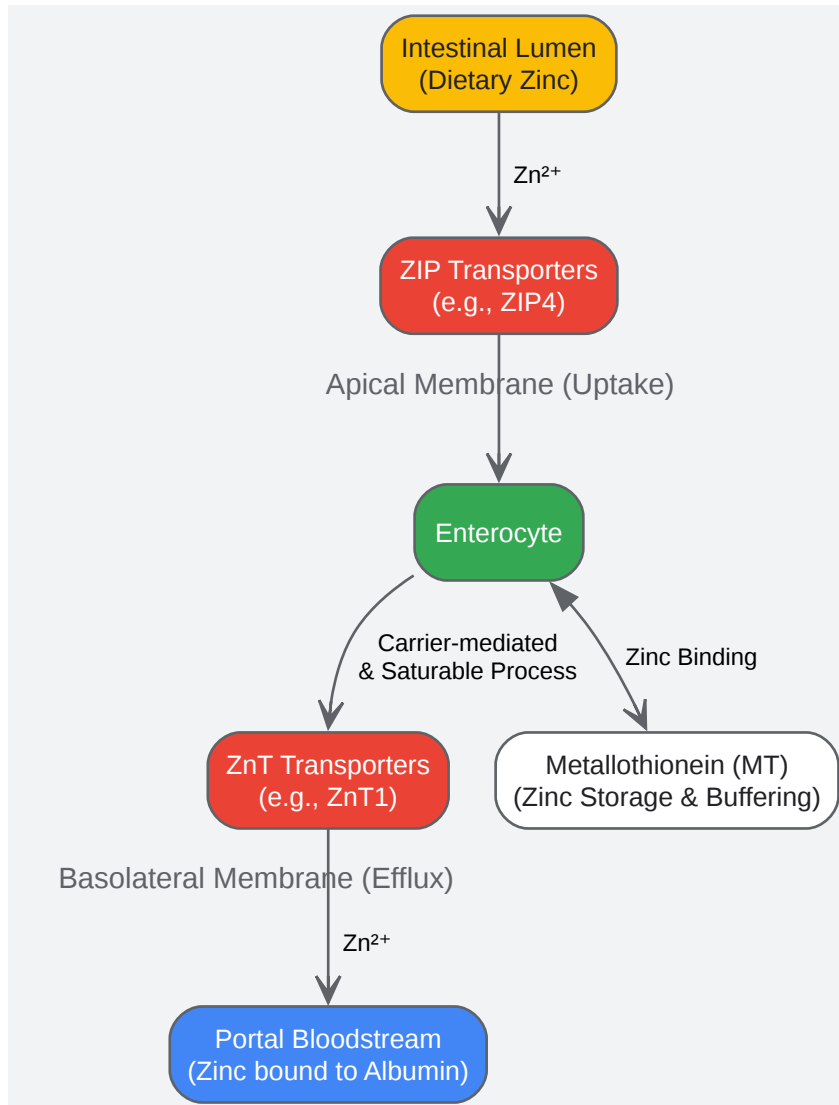 Intestinal Lumen
(Dietary Zinc)
Zn²⁺
ZIP Transporters
(e.g., ZIP4)
Apical Membrane (Uptake)
Enterocyte
Carrier-mediated
& Saturable Process
Zinc Binding
ZnT Transporters
(e.g., ZnT1)
Metallothionein (MT)
(Zinc Storage & Buffering)
Basolateral Membrane (Efflux)
Zn²⁺
Portal Bloodstream
(Zinc bound to Albumin)